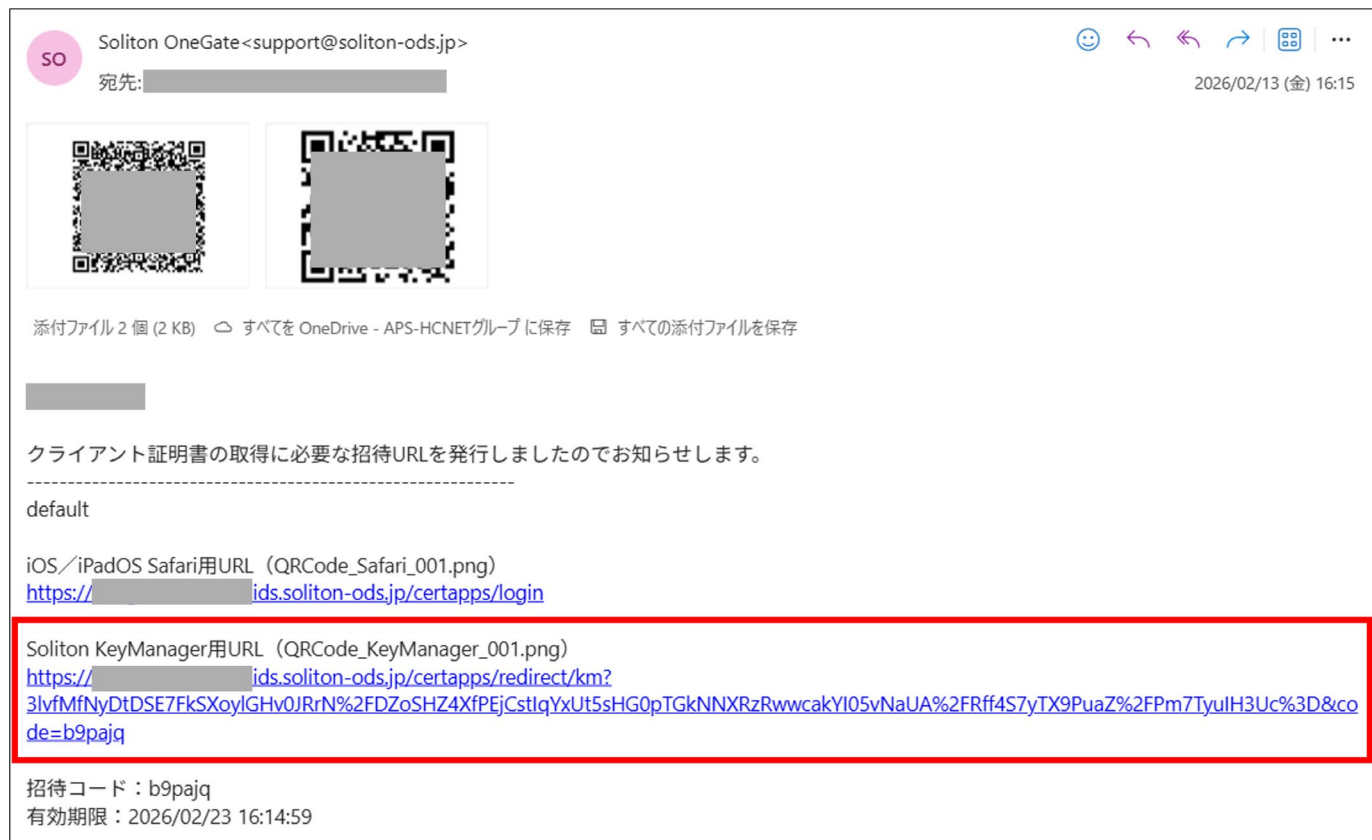 SO
Soliton OneGate<support@soliton-ods.jp>
宛先:
2026/02/13 (金) 16:15
添付ファイル 2 個 (2 KB) すべてを OneDrive - APS-HCNETグループ に保存 すべての添付ファイルを保存
クライアント証明書の取得に必要な招待URLを発行しましたのでお知らせします。
------------------------------------------------------------
default
iOS／iPadOS Safari用URL（QRCode_Safari_001.png）
https:// ids.soliton-ods.jp/certapps/login
Soliton KeyManager用URL（QRCode_KeyManager_001.png）
https:// ids.soliton-ods.jp/certapps/redirect/km?
3lvfMfNyDtDSE7FkSXoylGHv0JRrN%2FDZoSHZ4XfPEjCstIqYxUt5sHG0pTGkNNXRzRwwcakYI05vNaUA%2FRff4S7yTX9PuaZ%2FPm7TyuIH3Uc%3D&co
de=b9pajq
招待コード：b9pajq
有効期限：2026/02/23 16:14:59